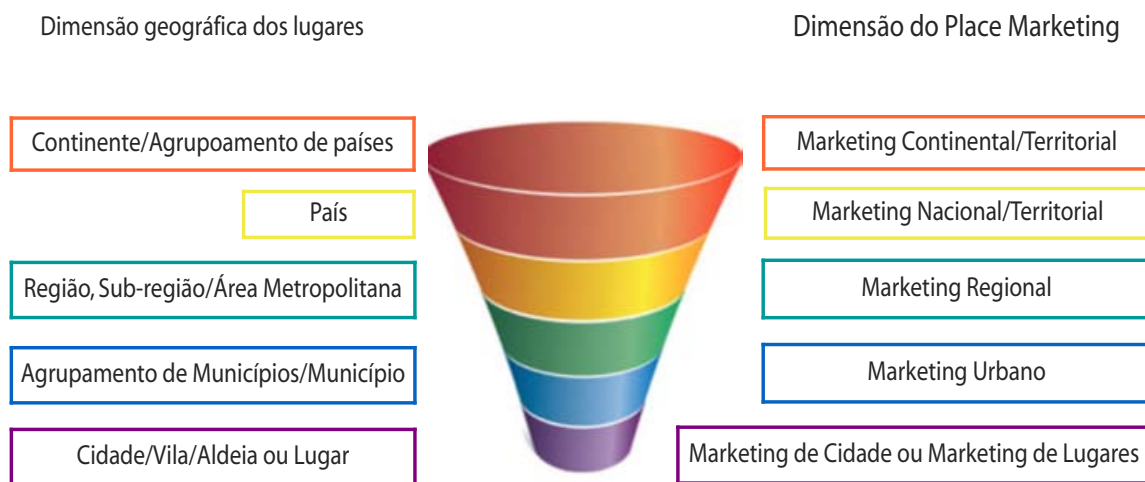 Dimensão geográfica dos lugares
Dimensão do Place Marketing
Continente/Agrupoamento de países
Marketing Continental/Territorial
País
Marketing Nacional/Territorial
Região, Sub-região/Área Metropolitana
Marketing Regional
Agrupamento de Municípios/Município
Marketing Urbano
Cidade/Vila/Aldeia ou Lugar
Marketing de Cidade ou Marketing de Lugares